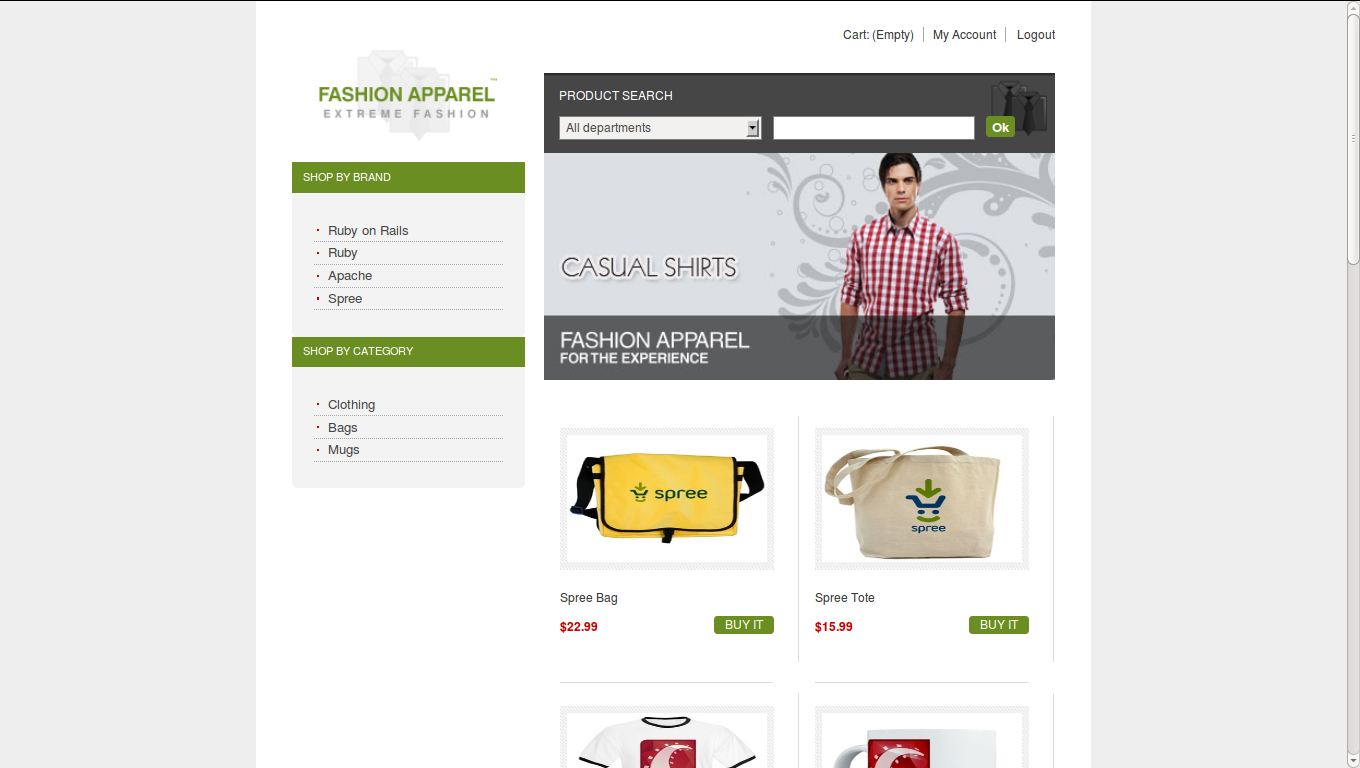 Cart: (Empty)
My Account
Logout
FASHION APPAREL™
EXTREME FASHION
PRODUCT SEARCH
All departments
Ok
SHOP BY BRAND
Ruby on Rails
Ruby
Apache
Spree
CASUAL SHIRTS
FASHION APPAREL
FOR THE EXPERIENCE
SHOP BY CATEGORY
Clothing
Bags
Mugs
spree
spree
Spree Bag
Spree Tote
$22.99
BUY IT
$15.99
BUY IT